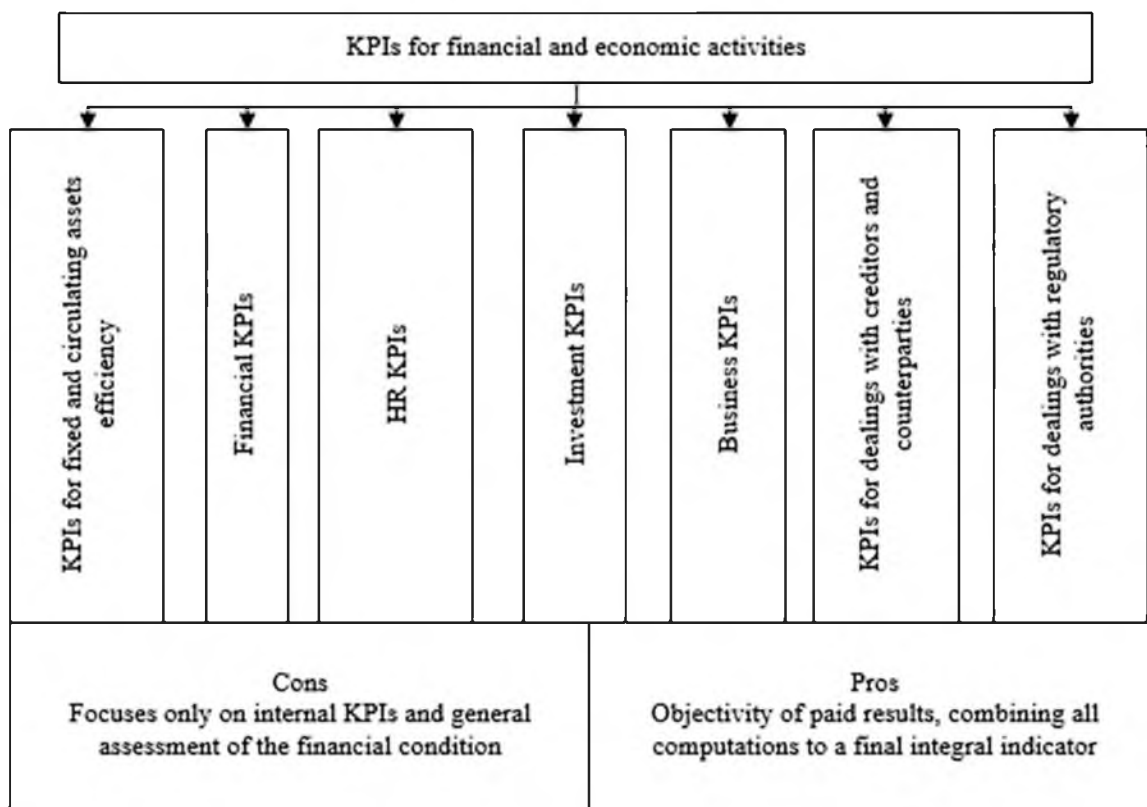 KPIs for financial and economic activities
KPIs for fixed and circulating assets
efficiency
Financial KPIs
HR KPIs
Investment KPIs
Business KPIs
KPIs for dealings with creditors and
counterparties
KPIs for dealings with regulatory
authorities
Cons
Focuses only on internal KPIs and general
assessment of the financial condition
Pros
Objectivity of paid results, combining all
computations to a final integral indicator